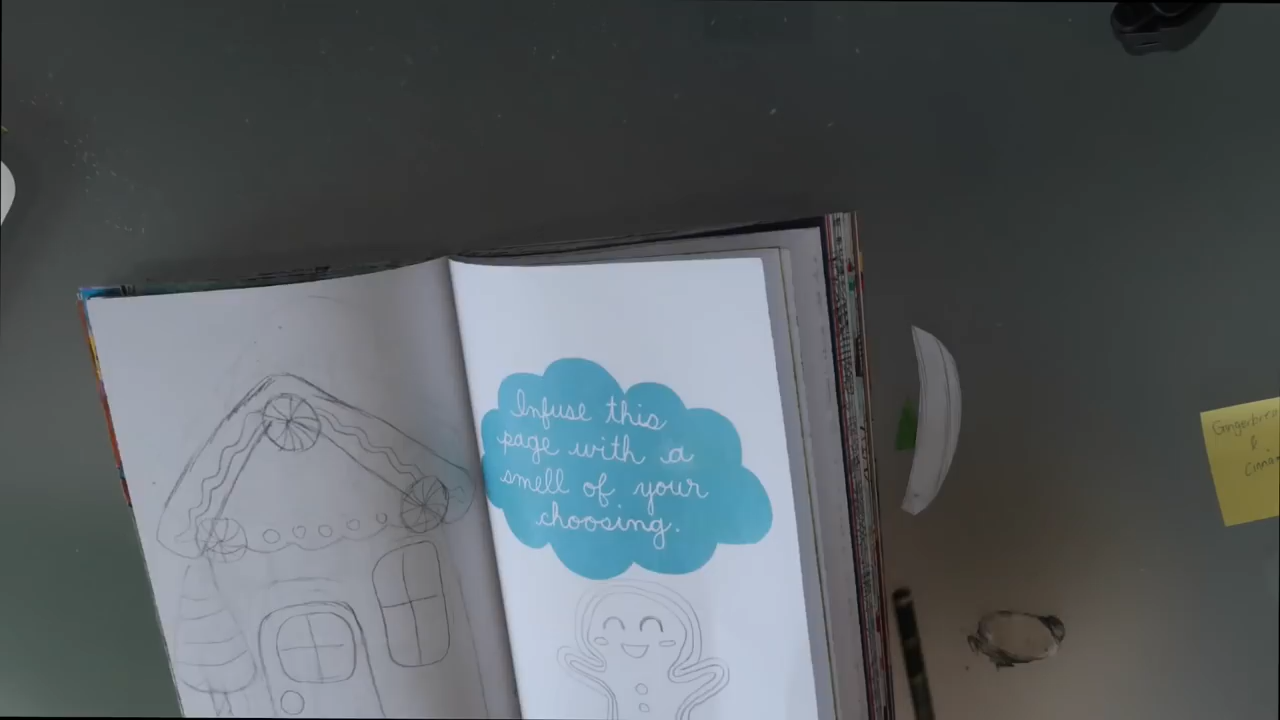 Infuse this
page with a
smell of your
choosing.
&